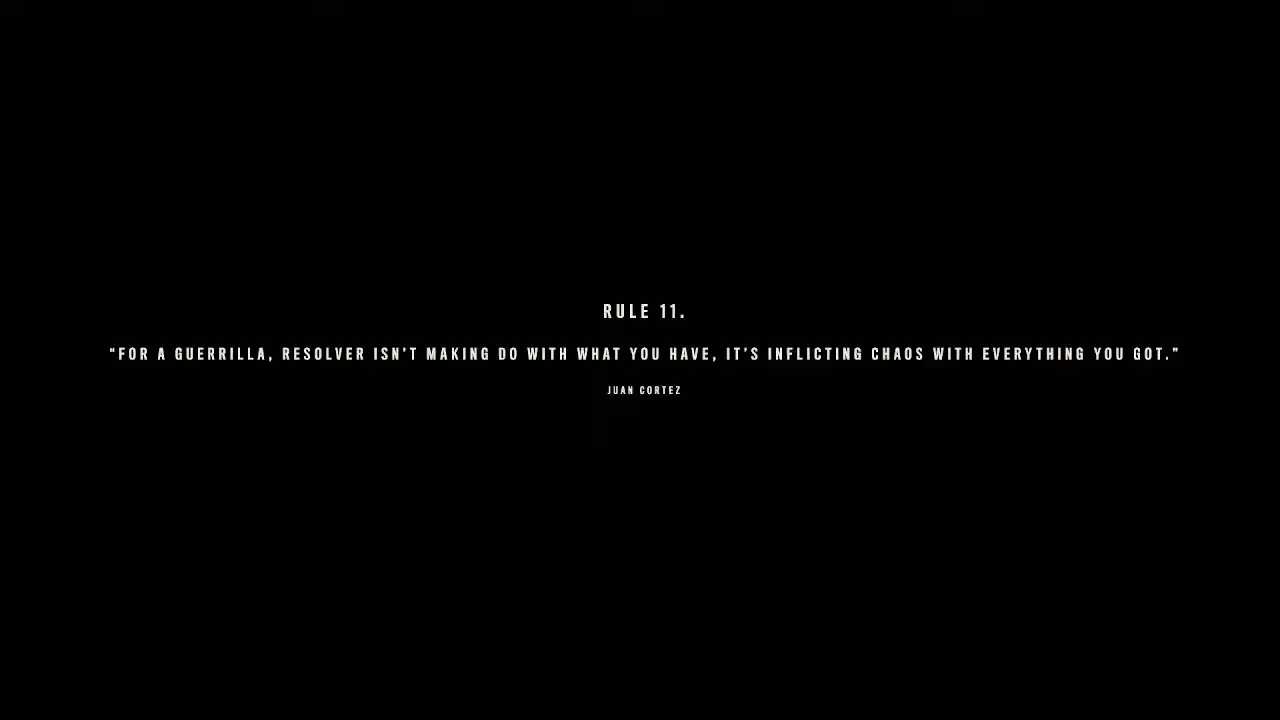 RULE 11.
“FOR A GUERRILLA, RESOLVER ISN’T MAKING DO WITH WHAT YOU HAVE, IT’S INFLICTING CHAOS WITH EVERYTHING YOU GOT.”
JUAN CORTEZ